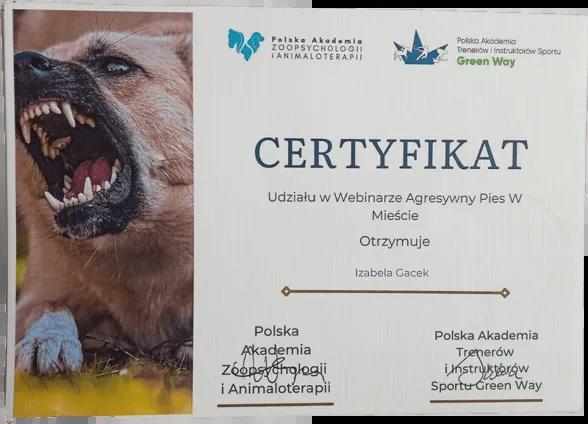 Polska Akademia
ZOOPSYCHOLOGII
I ANIMALOTERAPII
Polska Akademia
Trenerów i Instruktorów Sportu
Green Way
CERTYFIKAT
Udziału w Webinarze Agresywny Pies W
Mieście
Otrzymuje
Izabela Gacek
Polska
Akademia
Zoopsychologii
i Animaloterapii
Polska Akademia
Trenerów
i Instruktorów
Sportu Green Way